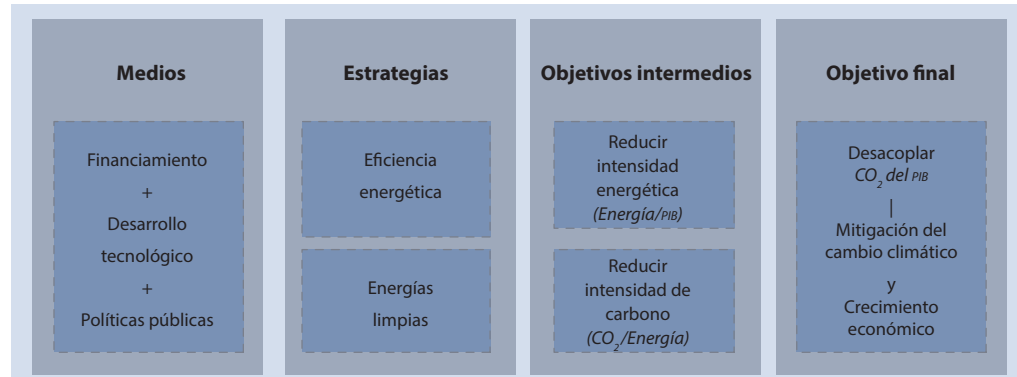 Medios
Financiamiento
+
Desarrollo
tecnológico
+
Políticas públicas
Estrategias
Eficiencia
energética
Energías
limpias
Objetivos intermedios
Reducir
intensidad
energética
(Energía/PIB)
Reducir
intensidad de
carbono
(CO₂/Energía)
Objetivo final
Desacoplar
CO₂ del PIB
|
Mitigación del
cambio climático
y
Crecimiento
económico